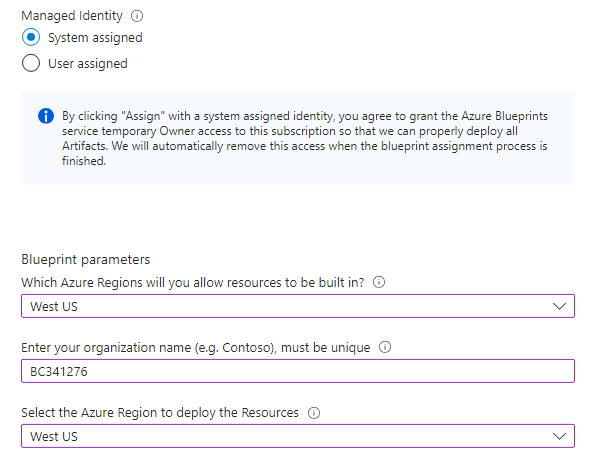 Managed Identity
System assigned
User assigned
By clicking "Assign" with a system assigned identity, you agree to grant the Azure Blueprints
service temporary Owner access to this subscription so that we can properly deploy all
Artifacts. We will automatically remove this access when the blueprint assignment process is
finished.
Blueprint parameters
Which Azure Regions will you allow resources to be built in?
West US
Enter your organization name (e.g. Contoso), must be unique
BC341276
Select the Azure Region to deploy the Resources
West US